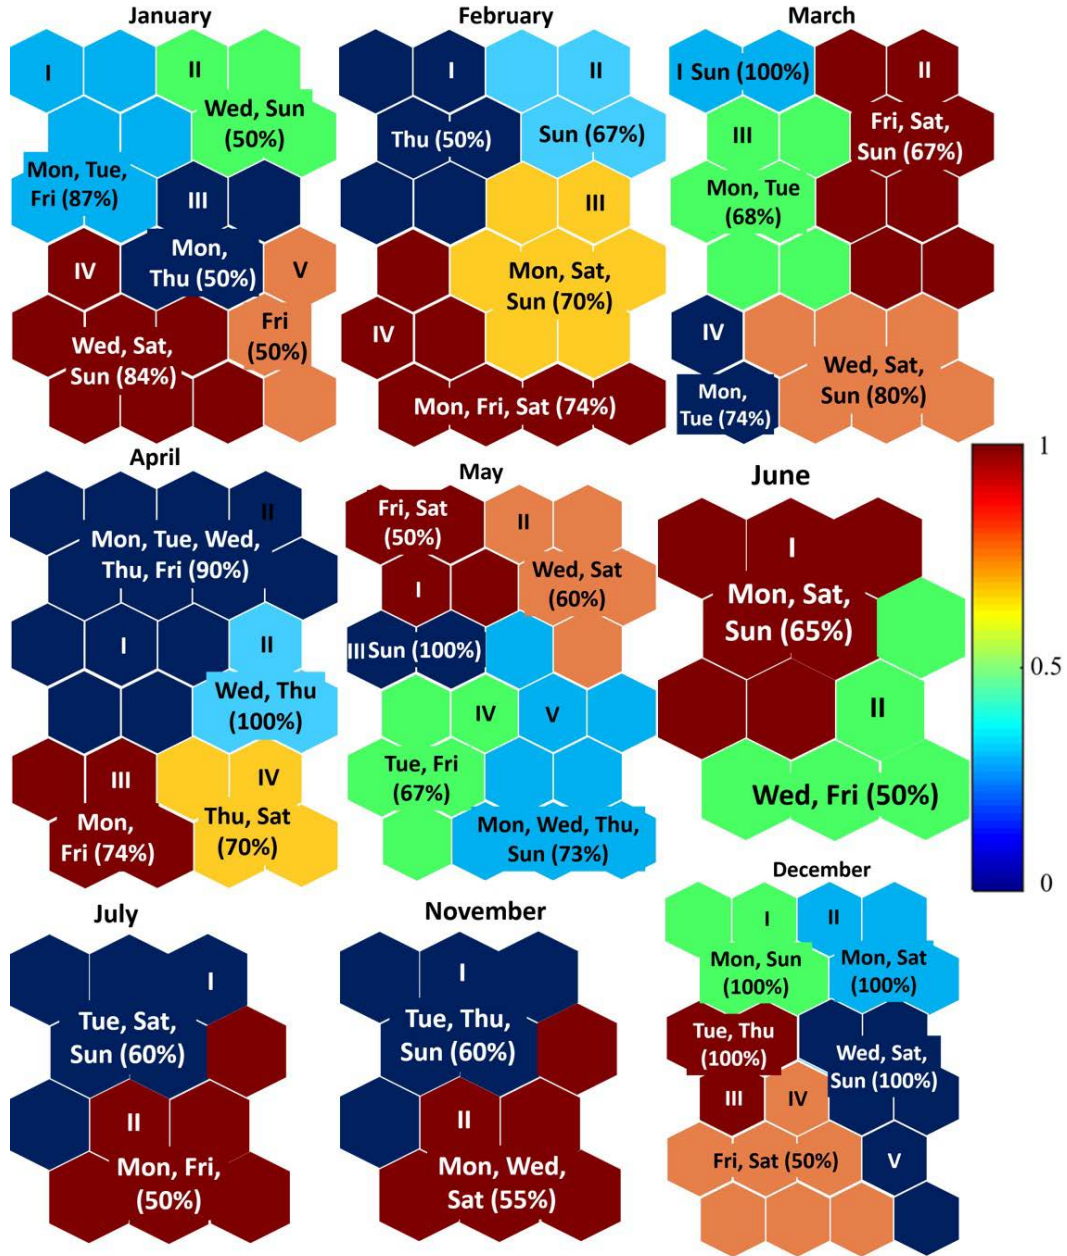 January
I
II
Wed, Sun
(50%)
Mon, Tue,
Fri (87%)
III
Mon,
Thu (50%)
IV
V
Wed, Sat,
Sun (84%)
Fri
(50%)
February
I
II
Thu (50%)
Sun (67%)
III
Mon, Sat,
Sun (70%)
IV
Mon, Fri, Sat (74%)
March
I Sun (100%)
II
Fri, Sat,
Sun (67%)
III
Mon, Tue
(68%)
IV
Mon,
Tue (74%)
Wed, Sat,
Sun (80%)
April
II
Mon, Tue, Wed,
Thu, Fri (90%)
I
II
Wed, Thu
(100%)
III
Mon,
Fri (74%)
IV
Thu, Sat
(70%)
May
Fri, Sat
(50%)
II
I
Wed, Sat
(60%)
III Sun (100%)
IV
V
Tue, Fri
(67%)
Mon, Wed, Thu,
Sun (73%)
June
I
Mon, Sat,
Sun (65%)
II
Wed, Fri (50%)
1
0.5
0
July
I
Tue, Sat,
Sun (60%)
II
Mon, Fri,
(50%)
November
I
Tue, Thu,
Sun (60%)
II
Mon, Wed,
Sat (55%)
December
I
II
Mon, Sun
(100%)
Mon, Sat
(100%)
Tue, Thu
(100%)
Wed, Sat,
Sun (100%)
III
IV
Fri, Sat (50%)
V